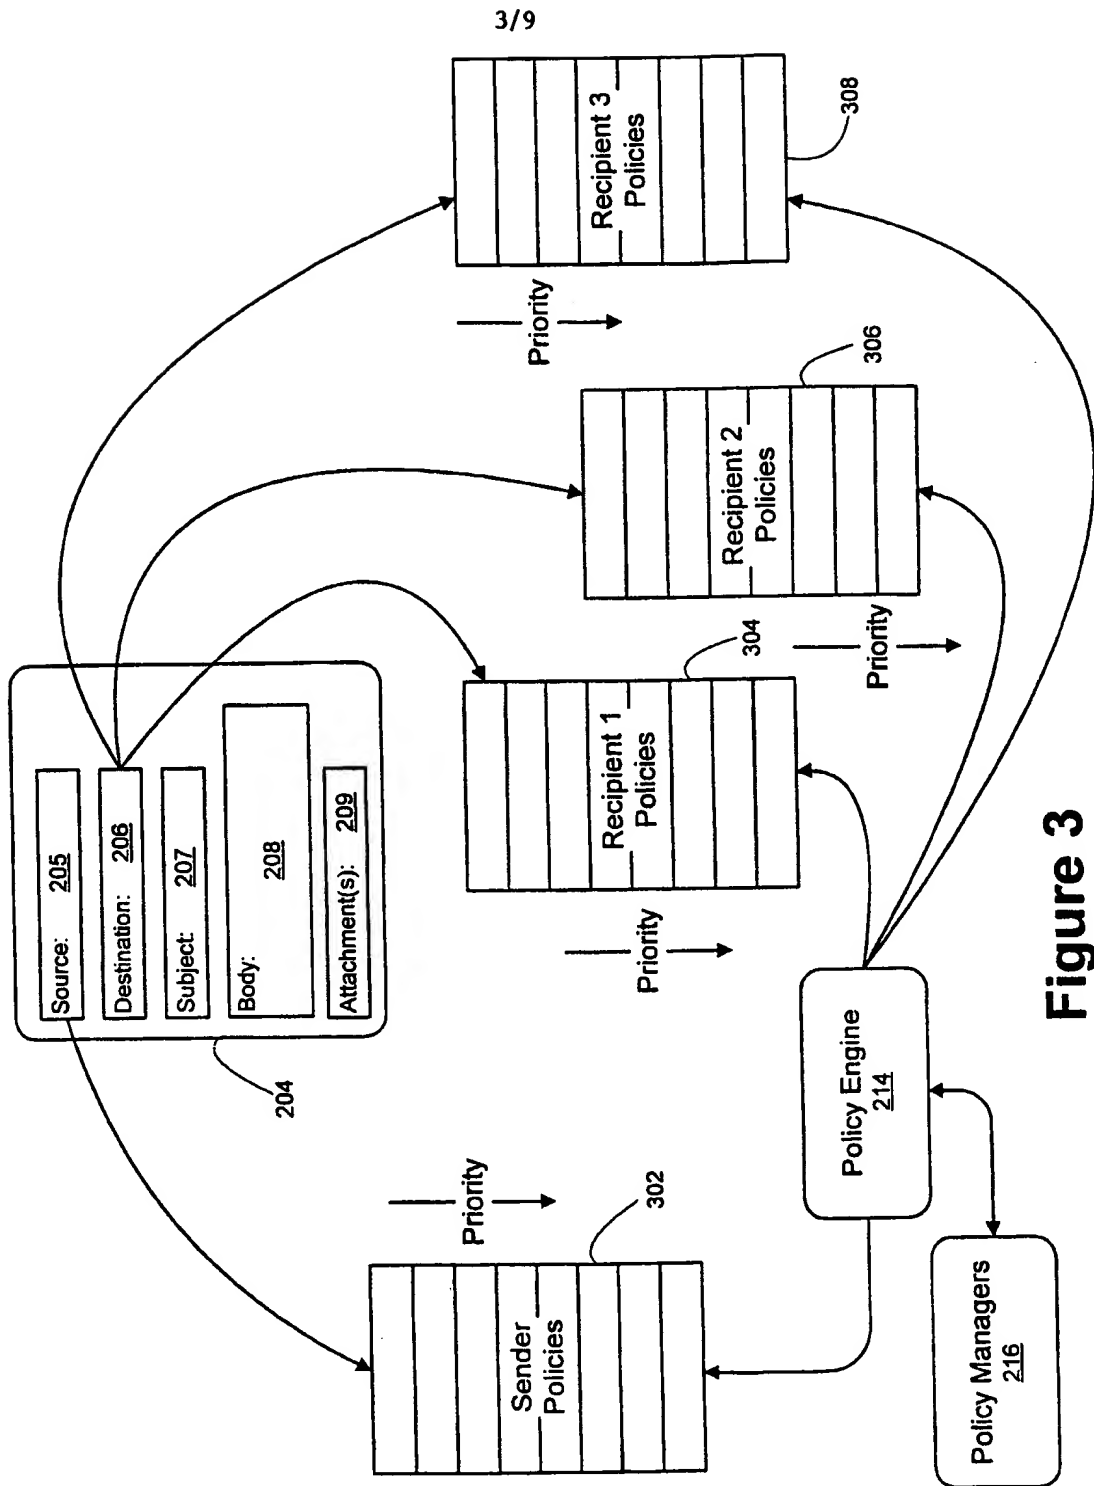 3/9
Source: 205
Destination: 206
Subject: 207
Body:
208
Attachment(s): 209
204
Sender
Policies
Priority
302
Recipient 1
Policies
Priority
304
Recipient 2
Policies
Priority
306
Recipient 3
Policies
Priority
308
Policy Engine
214
Policy Managers
216
Figure 3